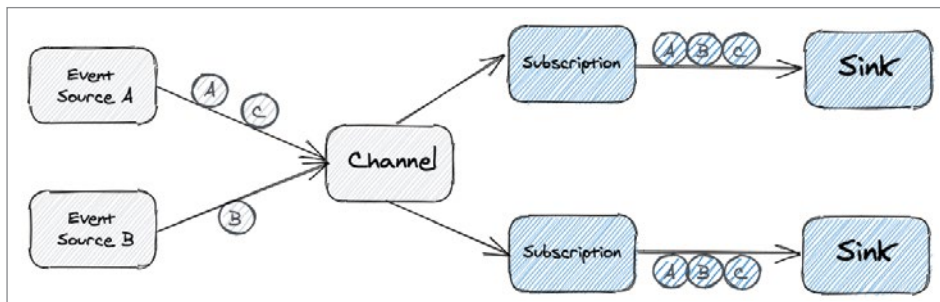 Event
Source A
A
C
Event
Source B
B
Channel
Subscription
A B C
Sink
Subscription
A B C
Sink